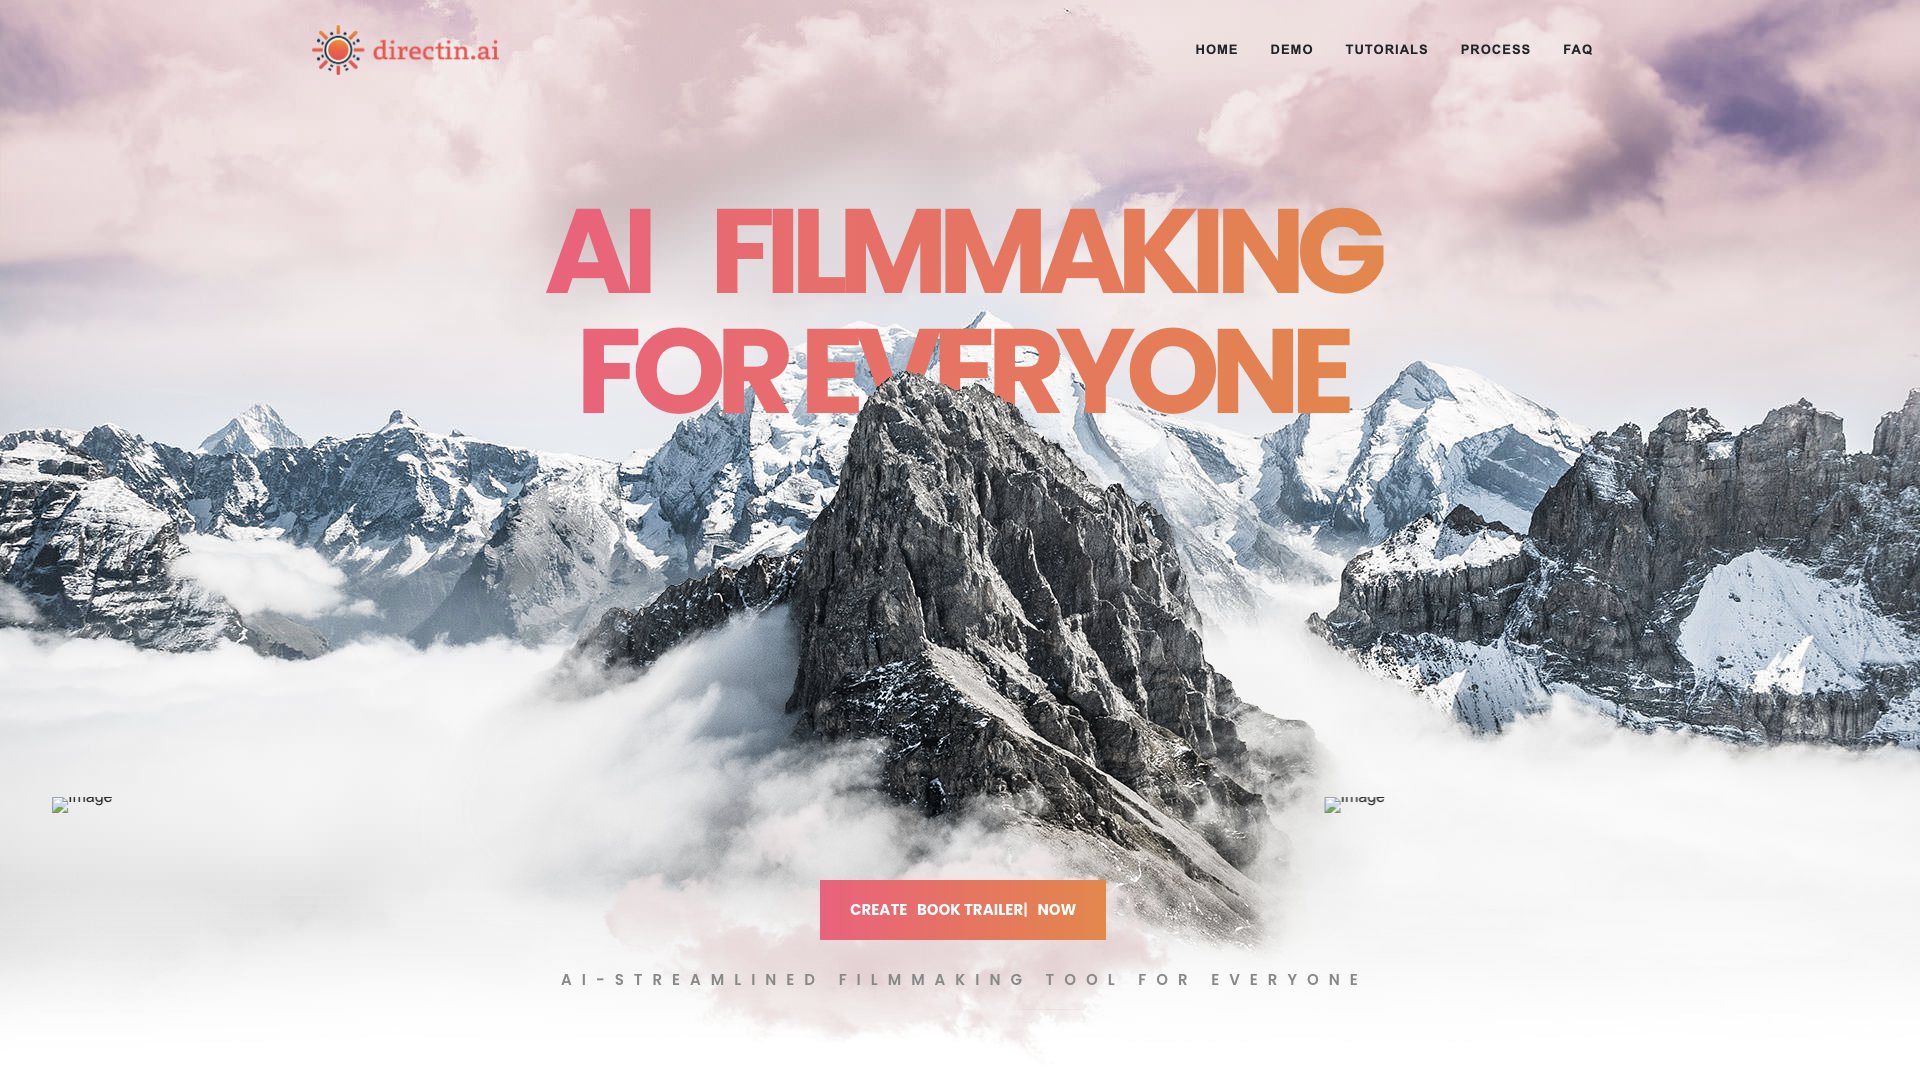 directin.ai
HOME DEMO TUTORIALS PROCESS FAQ
AI FILMMAKING
FOR EVERYONE
image
image
CREATE BOOK TRAILER| NOW
AI-STREAMLINED FILMMAKING TOOL FOR EVERYONE